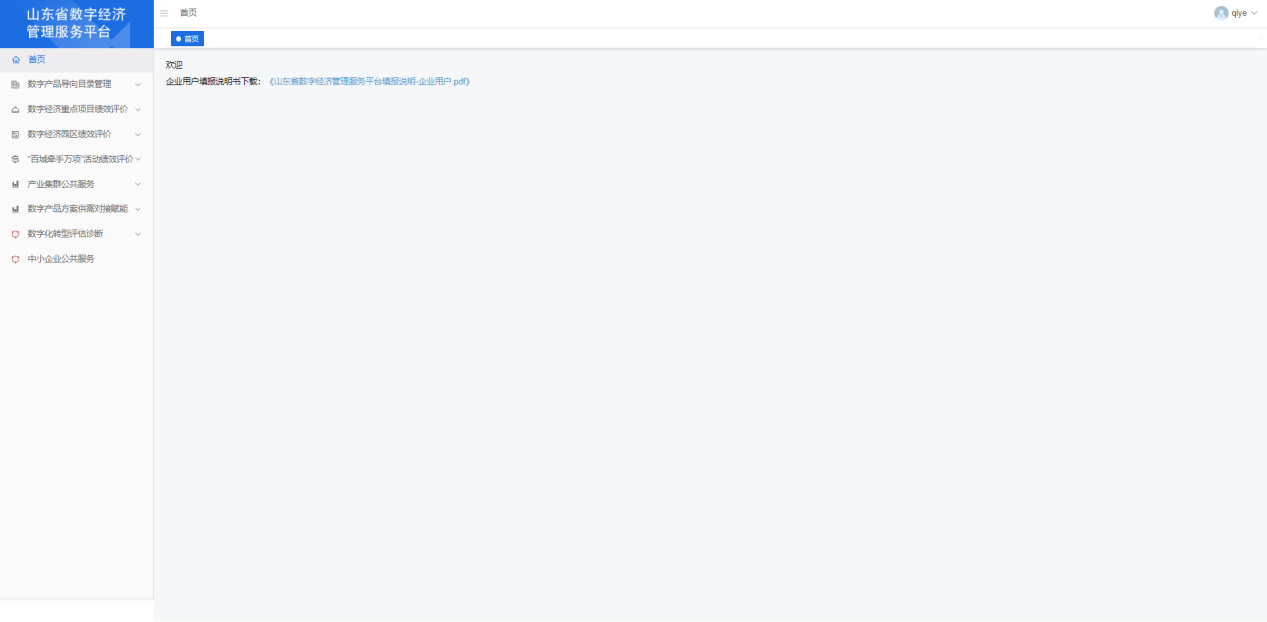 山东省数字经济
管理服务平台
首页
qiye
首页
首页
数字产品导向目录管理
数字经济重点项目绩效评价
数字经济园区绩效评价
"百城牵手万项"活动绩效评价
产业集群公共服务
数字产品方案供需对接赋能
数字化转型评估诊断
中小企业公共服务
欢迎
企业用户填报说明书下载：《山东省数字经济管理服务平台填报说明-企业用户.pdf》